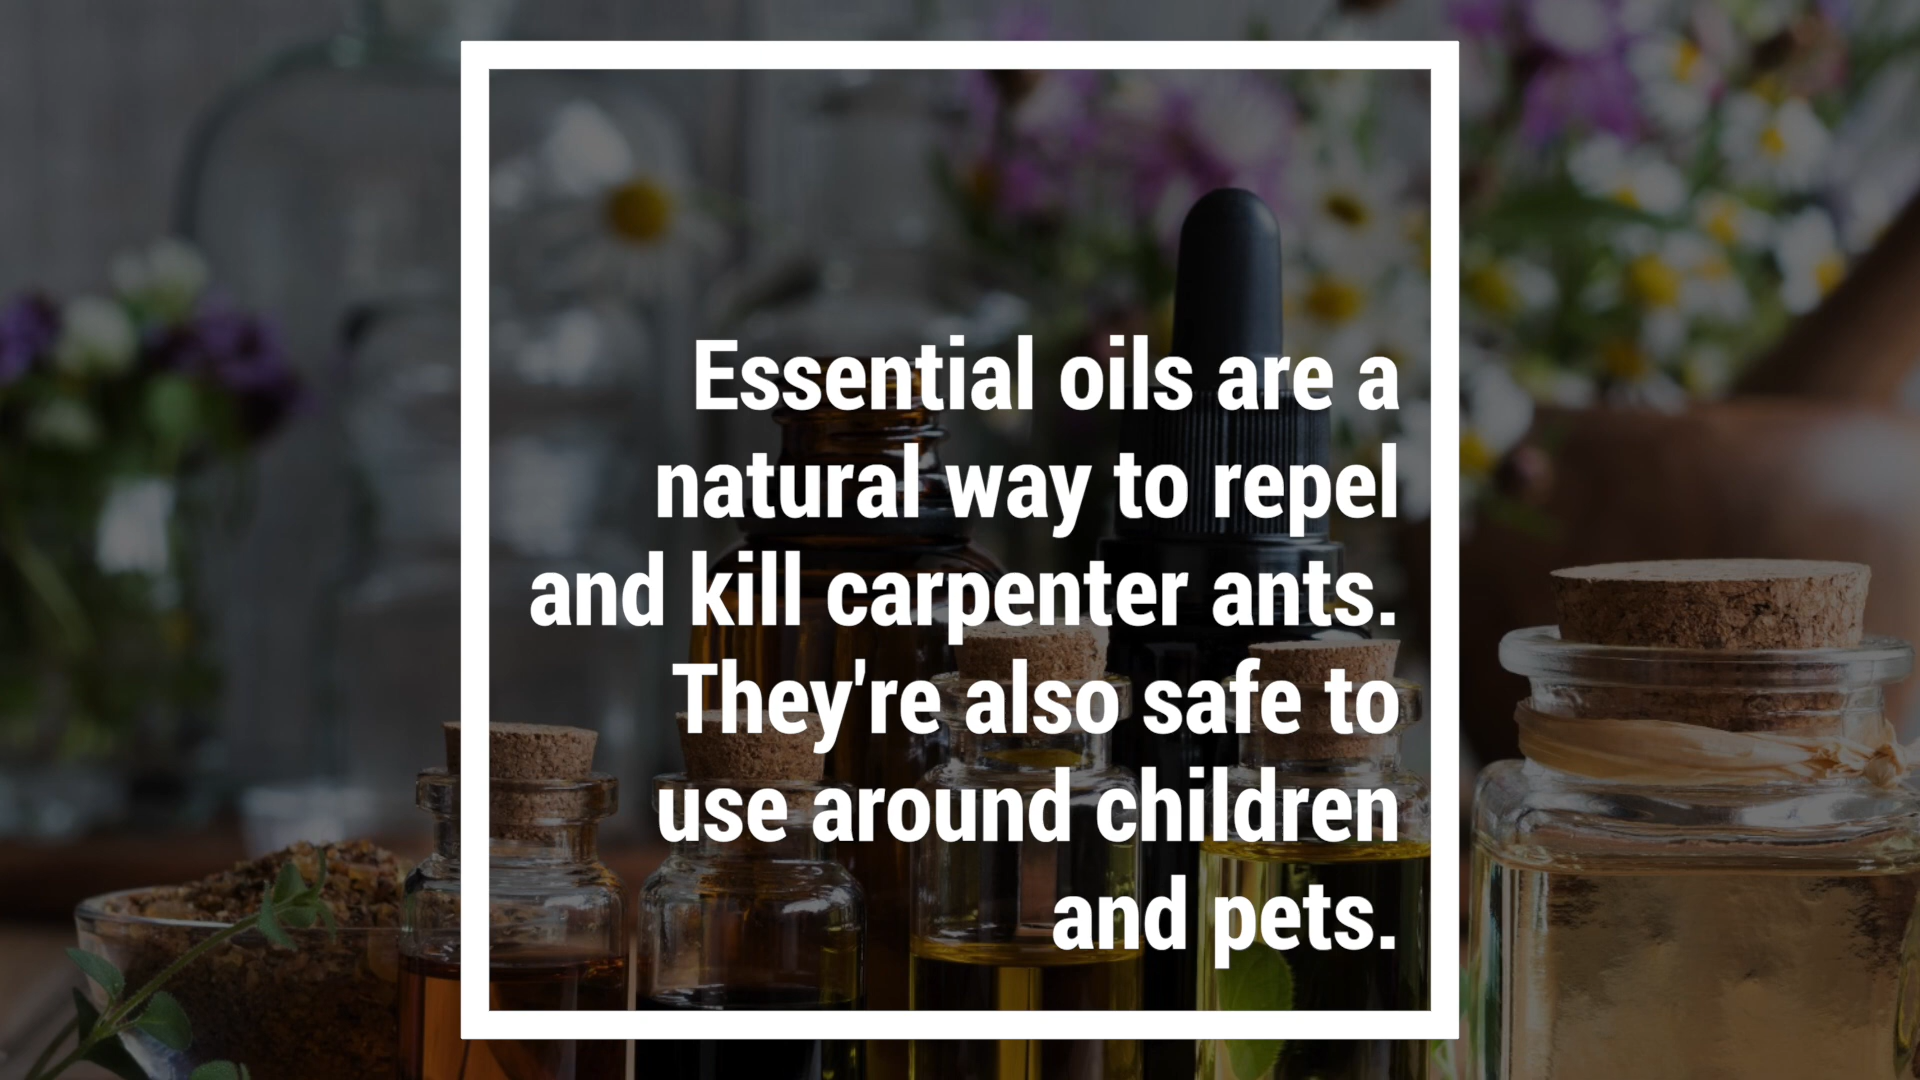 Essential oils are a
natural way to repel
and kill carpenter ants.
They're also safe to
use around children
and pets.